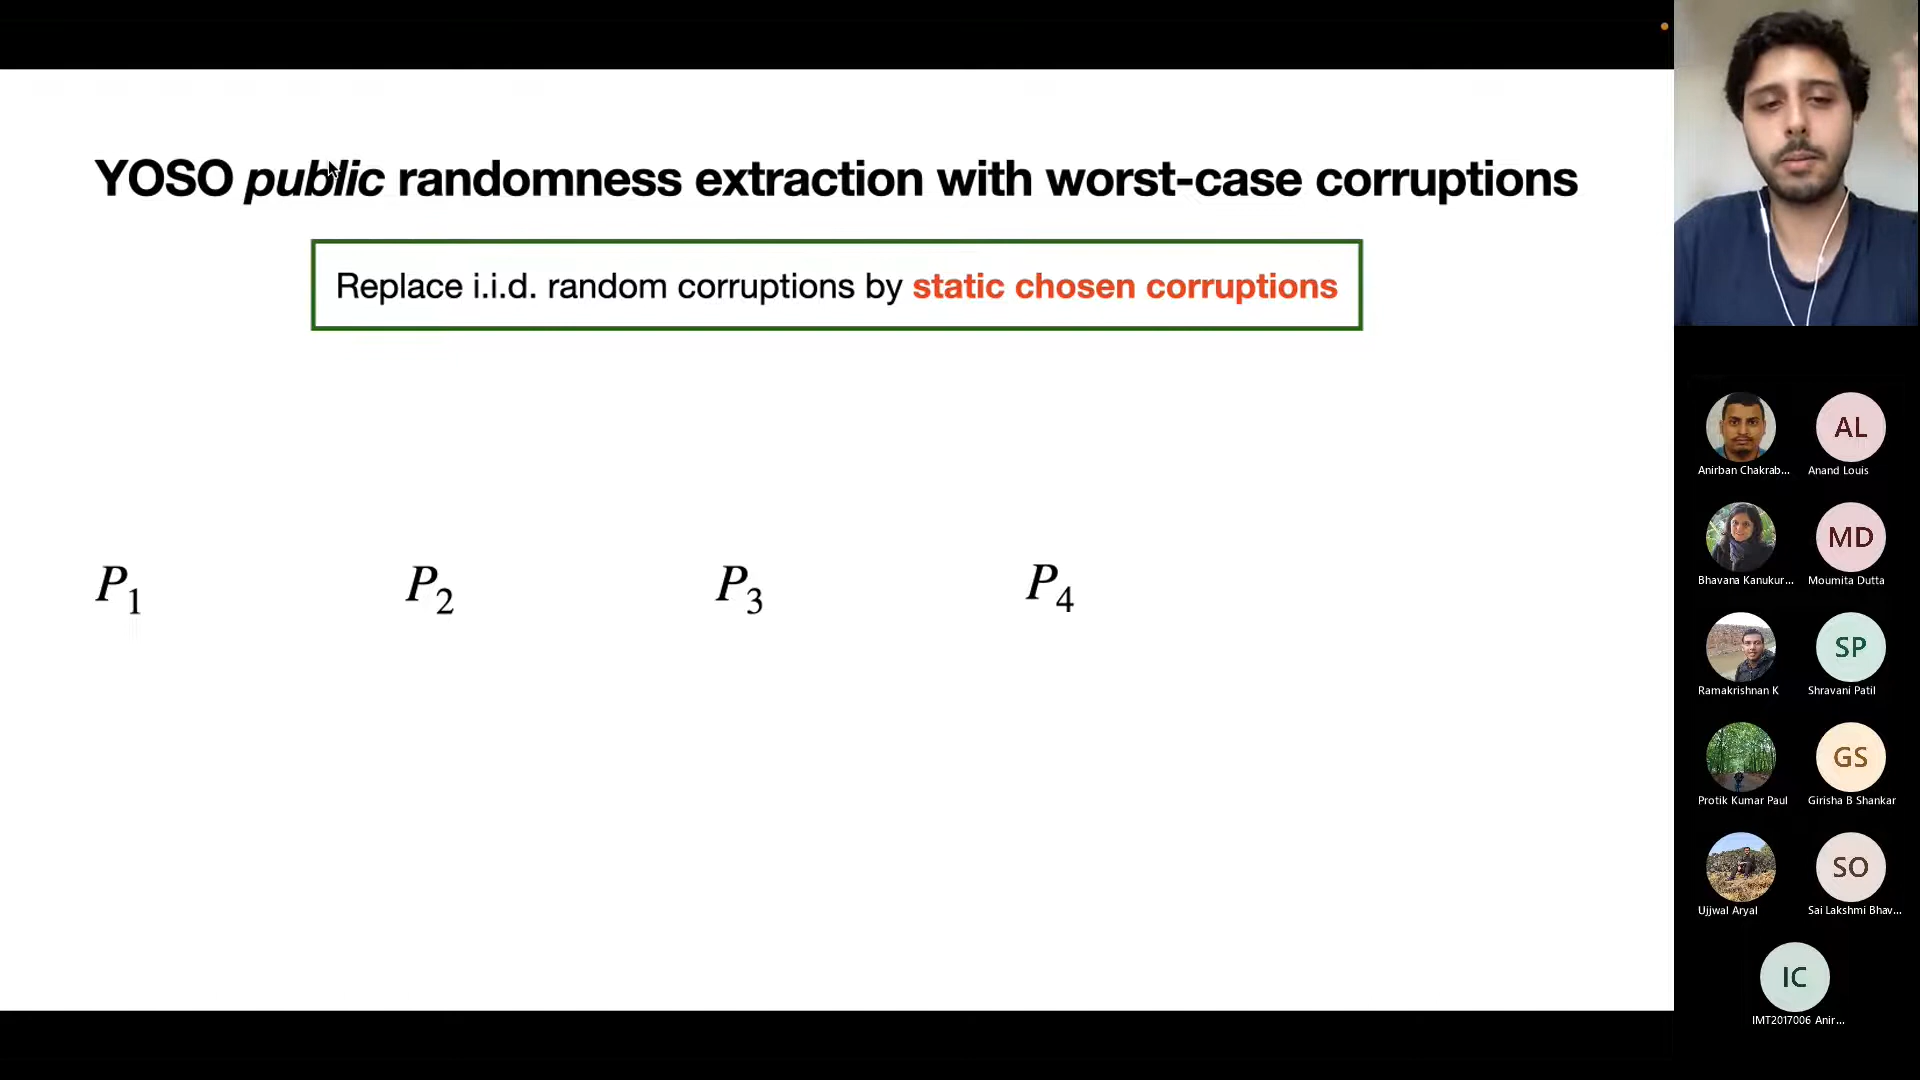 YOSO public randomness extraction with worst-case corruptions
Replace i.i.d. random corruptions by static chosen corruptions
P1 P2 P3 P4
AL
Anirban Chakrab... Anand Louis
MD
Bhavana Kanukur... Moumita Dutta
SP
Ramakrishnan K Shravani Patil
GS
Protik Kumar Paul Girisha B Shankar
SO
Ujjwal Aryal Sai Lakshmi Bhav...
IC
IMT2017006 Anir...